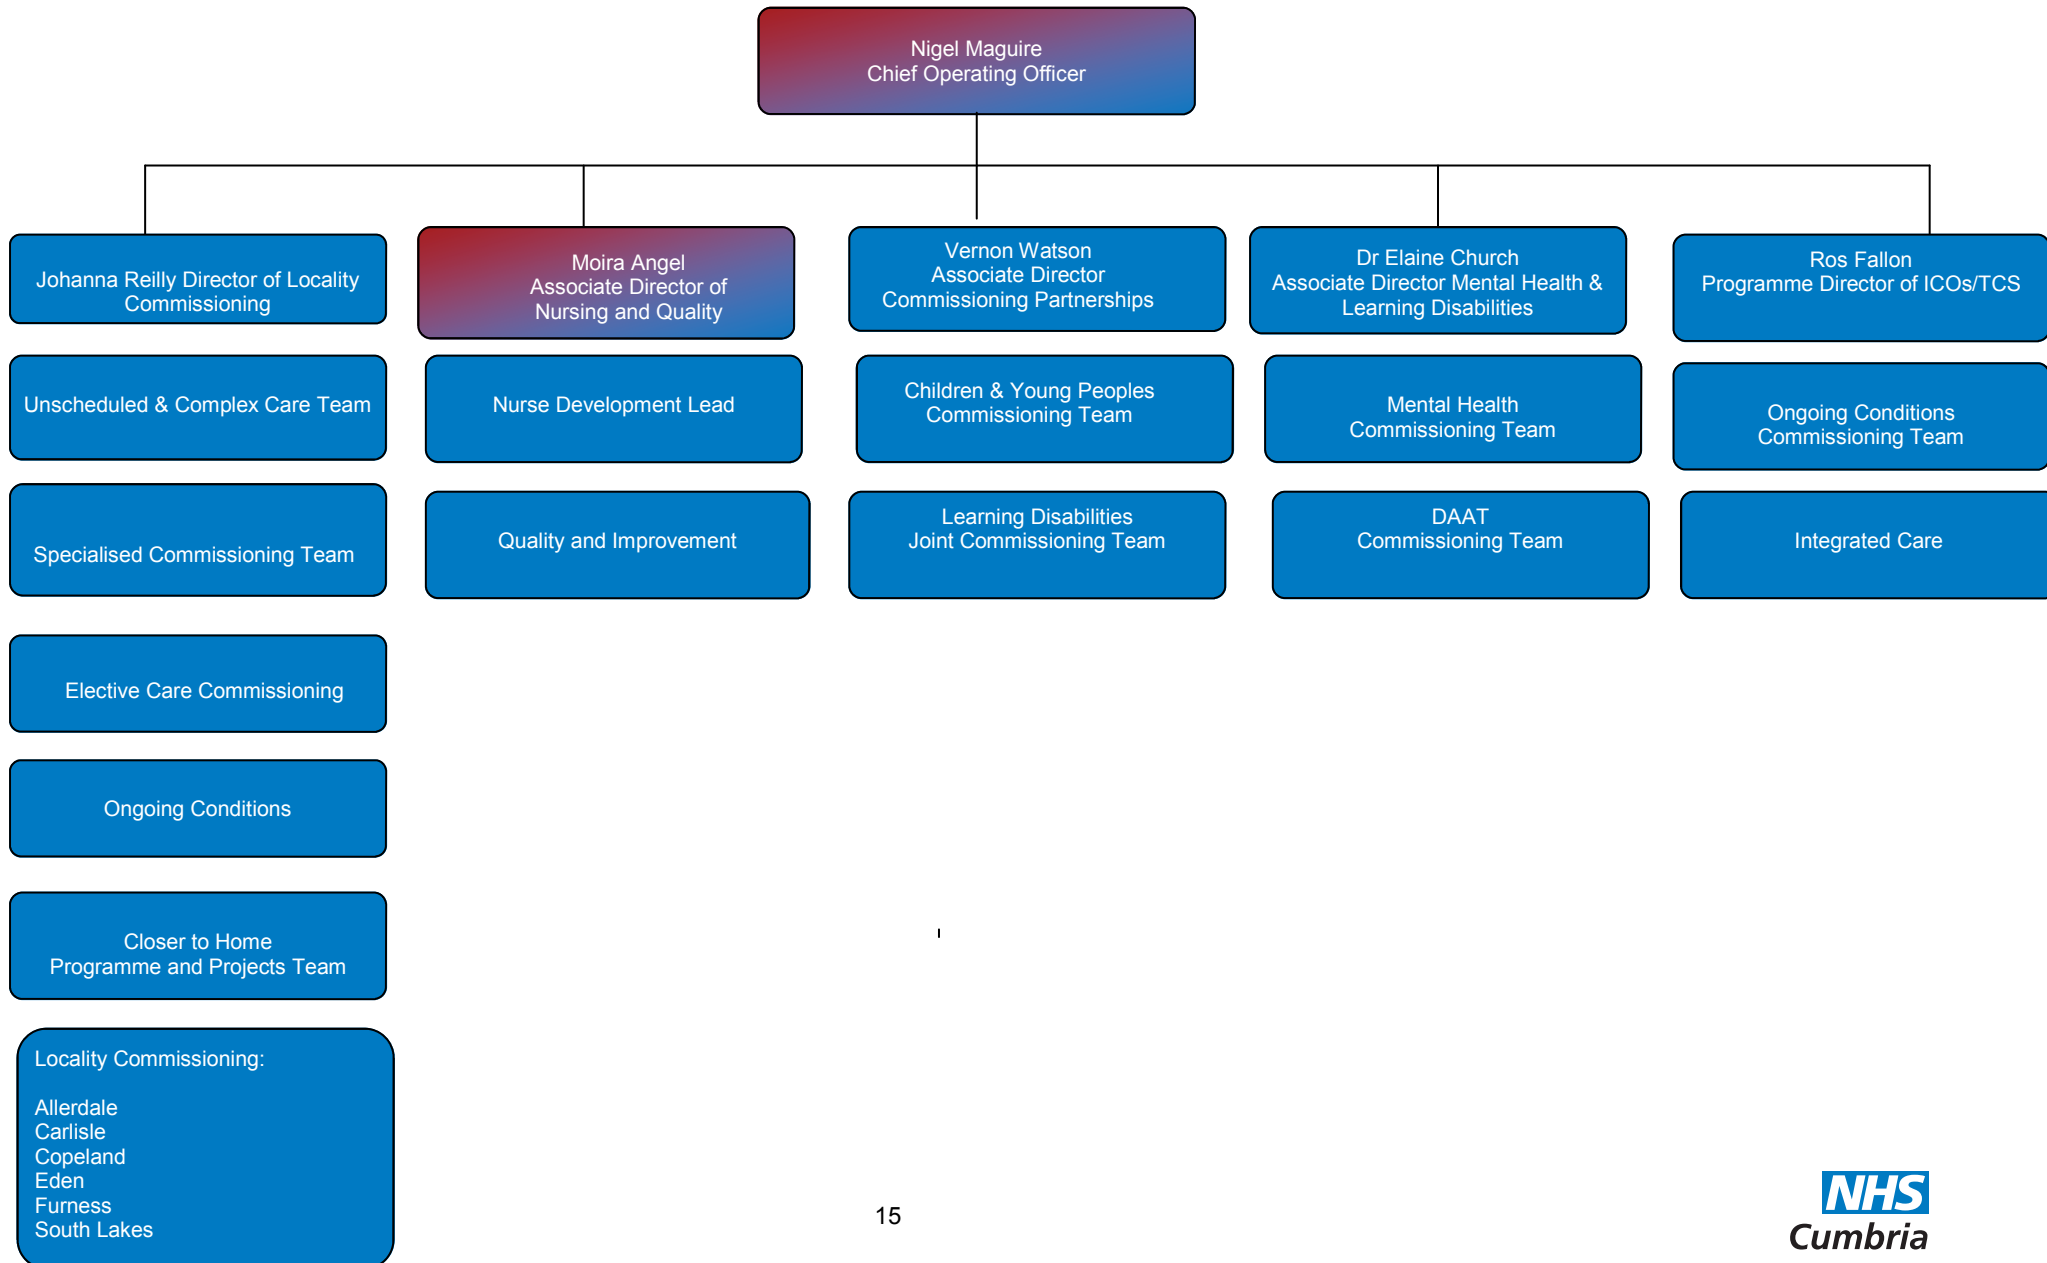 Nigel Maguire
Chief Operating Officer
Johanna Reilly Director of Locality
Commissioning
Moira Angel
Associate Director of
Nursing and Quality
Vernon Watson
Associate Director
Commissioning Partnerships
Dr Elaine Church
Associate Director Mental Health &
Learning Disabilities
Ros Fallon
Programme Director of ICOs/TCS
Unscheduled & Complex Care Team
Nurse Development Lead
Children & Young Peoples
Commissioning Team
Mental Health
Commissioning Team
Ongoing Conditions
Commissioning Team
Specialised Commissioning Team
Quality and Improvement
Learning Disabilities
Joint Commissioning Team
DAAT
Commissioning Team
Integrated Care
Elective Care Commissioning
Ongoing Conditions
Closer to Home
Programme and Projects Team
Locality Commissioning:
Allerdale
Carlisle
Copeland
Eden
Furness
South Lakes
15
NHS
Cumbria